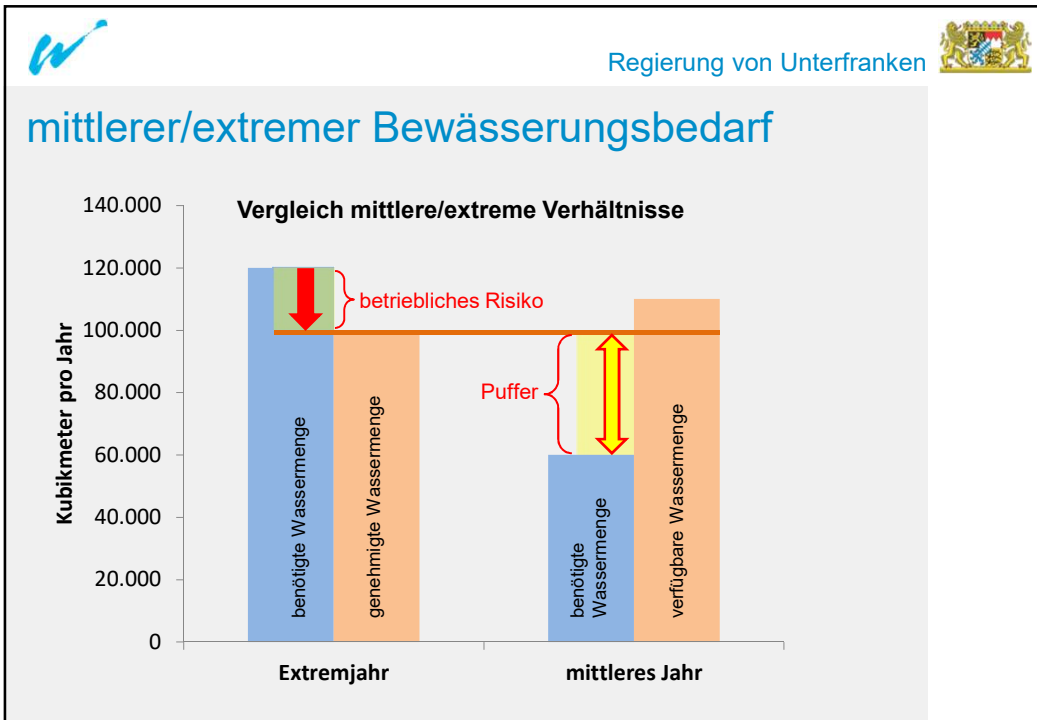 Regierung von Unterfranken
mittlerer/extremer Bewässerungsbedarf
Vergleich mittlere/extreme Verhältnisse
Kubikmeter pro Jahr
140.000
120.000
100.000
80.000
60.000
40.000
20.000
0
betriebliches Risiko
Puffer
benötigte Wassermenge
genehmigte Wassermenge
benötigte
Wassermenge
verfügbare Wassermenge
Extremjahr
mittleres Jahr